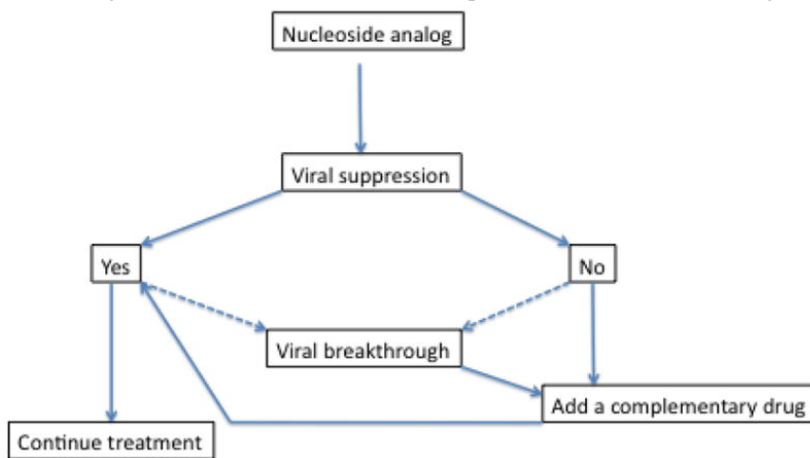 Nucleoside analog
Viral suppression
Yes
No
Viral breakthrough
Add a complementary drug
Continue treatment